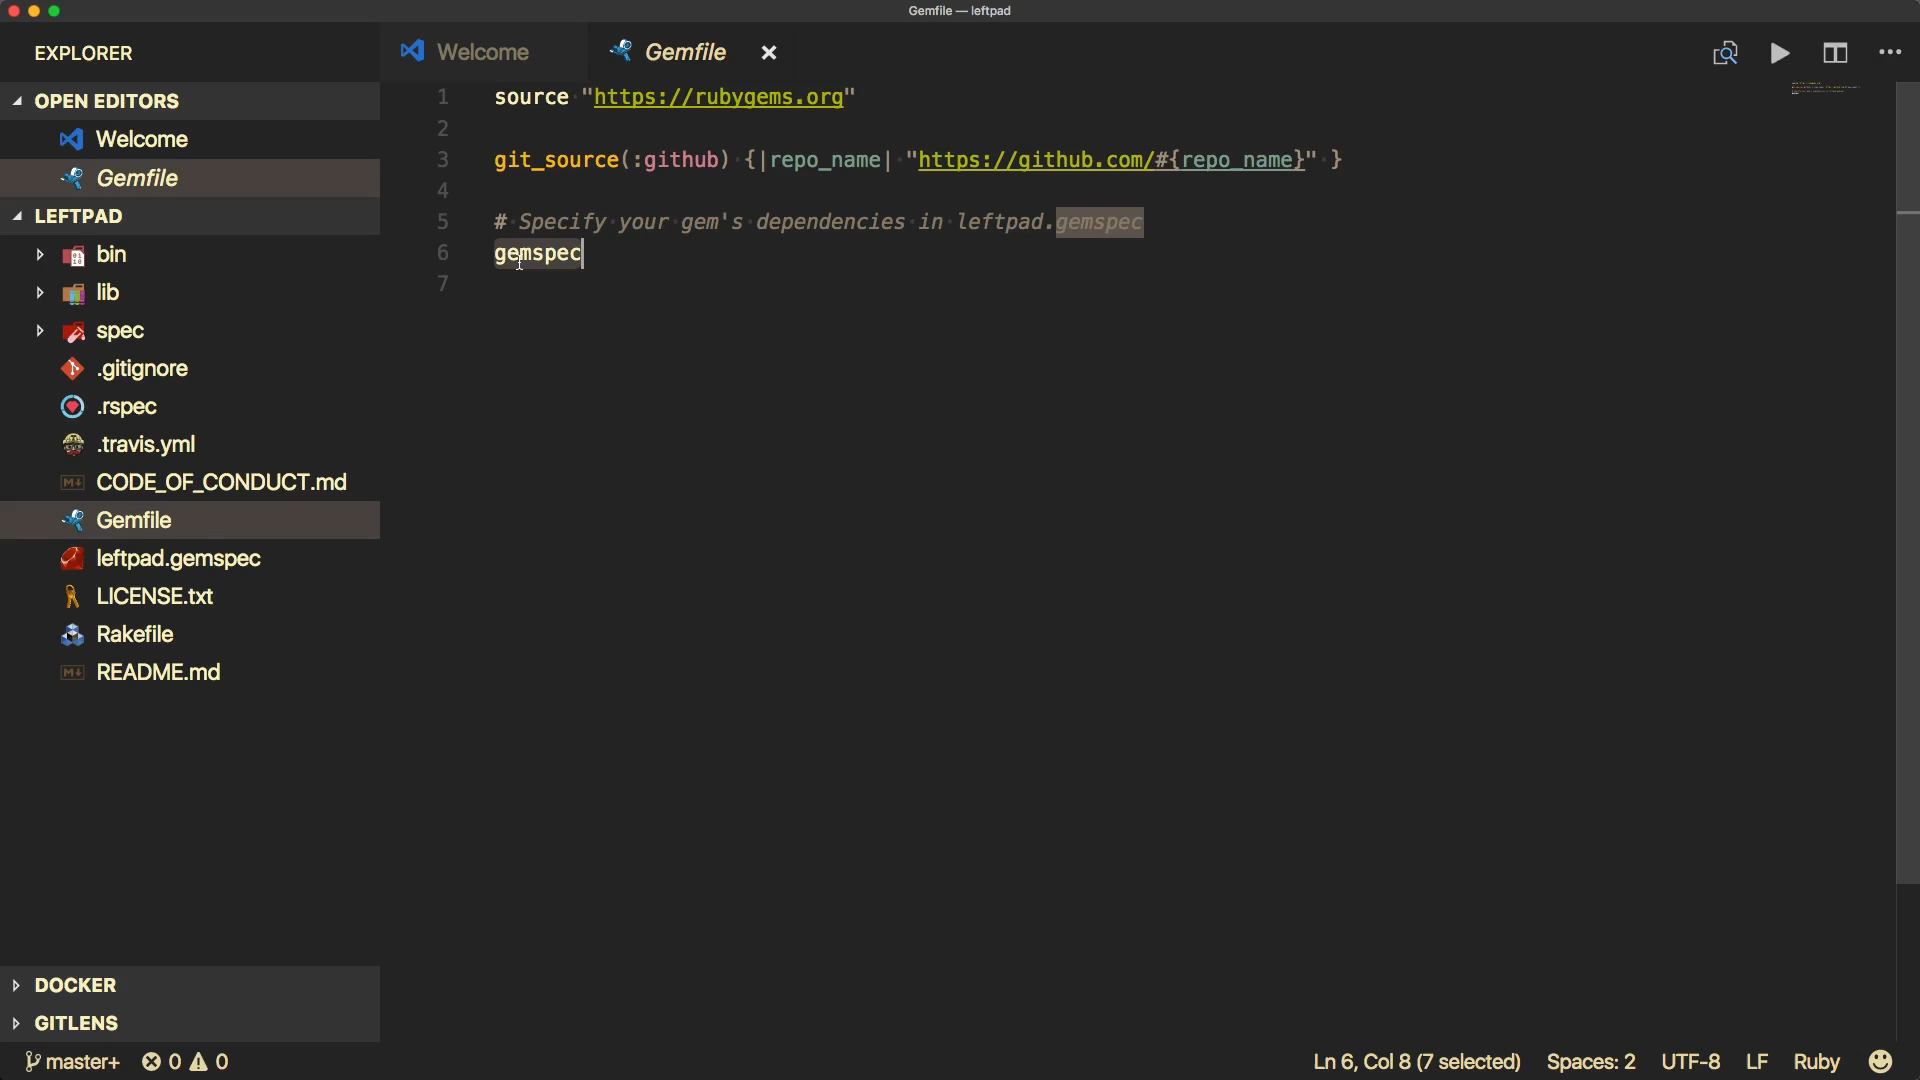 Gemfile — leftpad
EXPLORER
Welcome
Gemfile
OPEN EDITORS
Welcome
Gemfile
LEFTPAD
bin
lib
spec
.gitignore
.rspec
.travis.yml
CODE_OF_CONDUCT.md
Gemfile
leftpad.gemspec
LICENSE.txt
Rakefile
README.md
DOCKER
GITLENS
1 source "https://rubygems.org"
2
3 git_source(:github) {|repo_name| "https://github.com/#{repo_name}" }
4
5 # Specify your gem's dependencies in leftpad.gemspec
6 gemspec
7
master+ 0 0
Ln 6, Col 8 (7 selected) Spaces: 2 UTF-8 LF Ruby